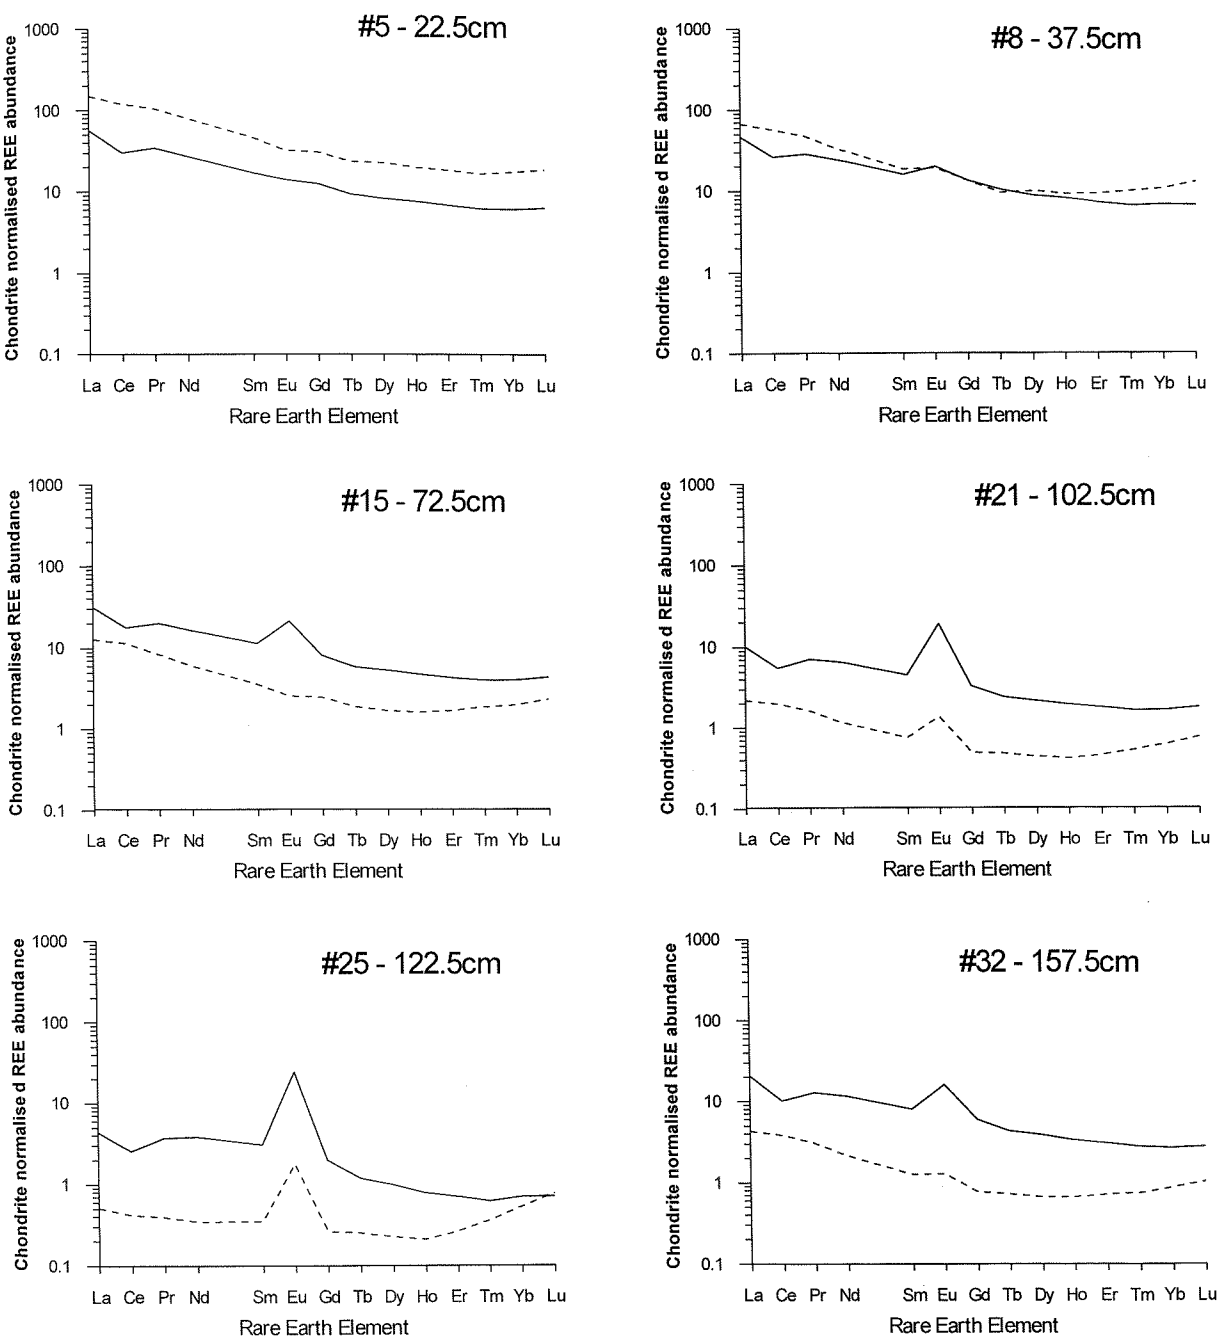 #5 - 22.5cm
Chondrite normalised REE abundance
1000
100
10
1
0.1
La Ce Pr Nd Sm Eu Gd Tb Dy Ho Er Tm Yb Lu
Rare Earth Element
#8 - 37.5cm
Chondrite normalise d REE abundance
1000
100
10
1
0.1
La Ce Pr Nd Sm Eu Gd Tb Dy Ho Er Tm Yb Lu
Rare Earth Element
#15 - 72.5cm
Chondrite normalised REE abundance
1000
100
10
1
0.1
La Ce Pr Nd Sm Eu Gd Tb Dy Ho Er Tm Yb Lu
Rare Earth Element
#21 - 102.5cm
Chondrite normalise d REE abundance
1000
100
10
1
0.1
La Ce Pr Nd Sm Eu Gd Tb Dy Ho Er Tm Yb Lu
Rare Earth Element
#25 - 122.5cm
Chondrite normalise d REE abundance
1000
100
10
1
0.1
La Ce Pr Nd Sm Eu Gd Tb Dy Ho Er Tm Yb Lu
Rare Earth Element
#32 - 157.5cm
Chondrite normalised REE abundance
1000
100
10
1
0.1
La Ce Pr Nd Sm Eu Gd Tb Dy Ho Er Tm Yb Lu
Rare Earth Element